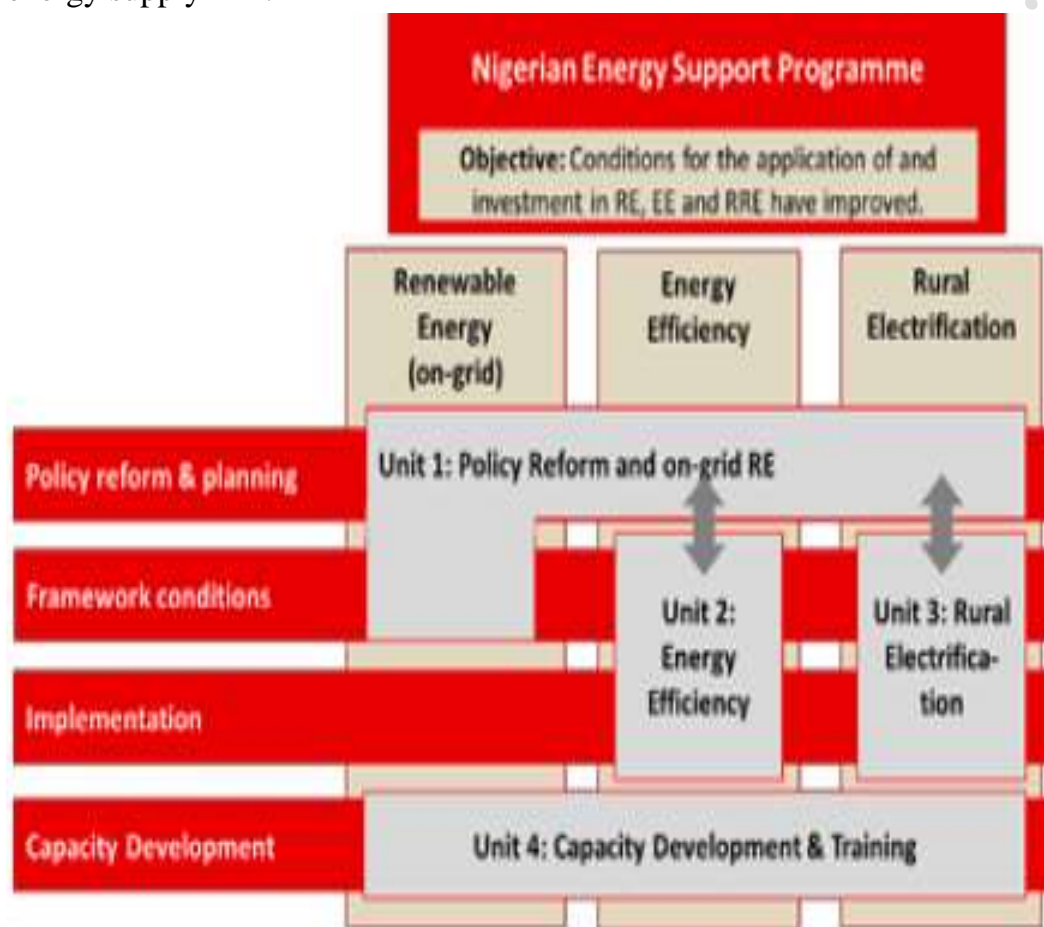 Nigerian Energy Support Programme
Objective: Conditions for the application of and
investment in RE, EE and RRE have improved.
Renewable
Energy
(on-grid)
Energy
Efficiency
Rural
Electrification
Policy reform & planning
Unit 1: Policy Reform and on-grid RE
Framework conditions
Unit 2:
Energy
Efficiency
Unit 3: Rural
Electrifica-
tion
Implementation
Capacity Development
Unit 4: Capacity Development & Training